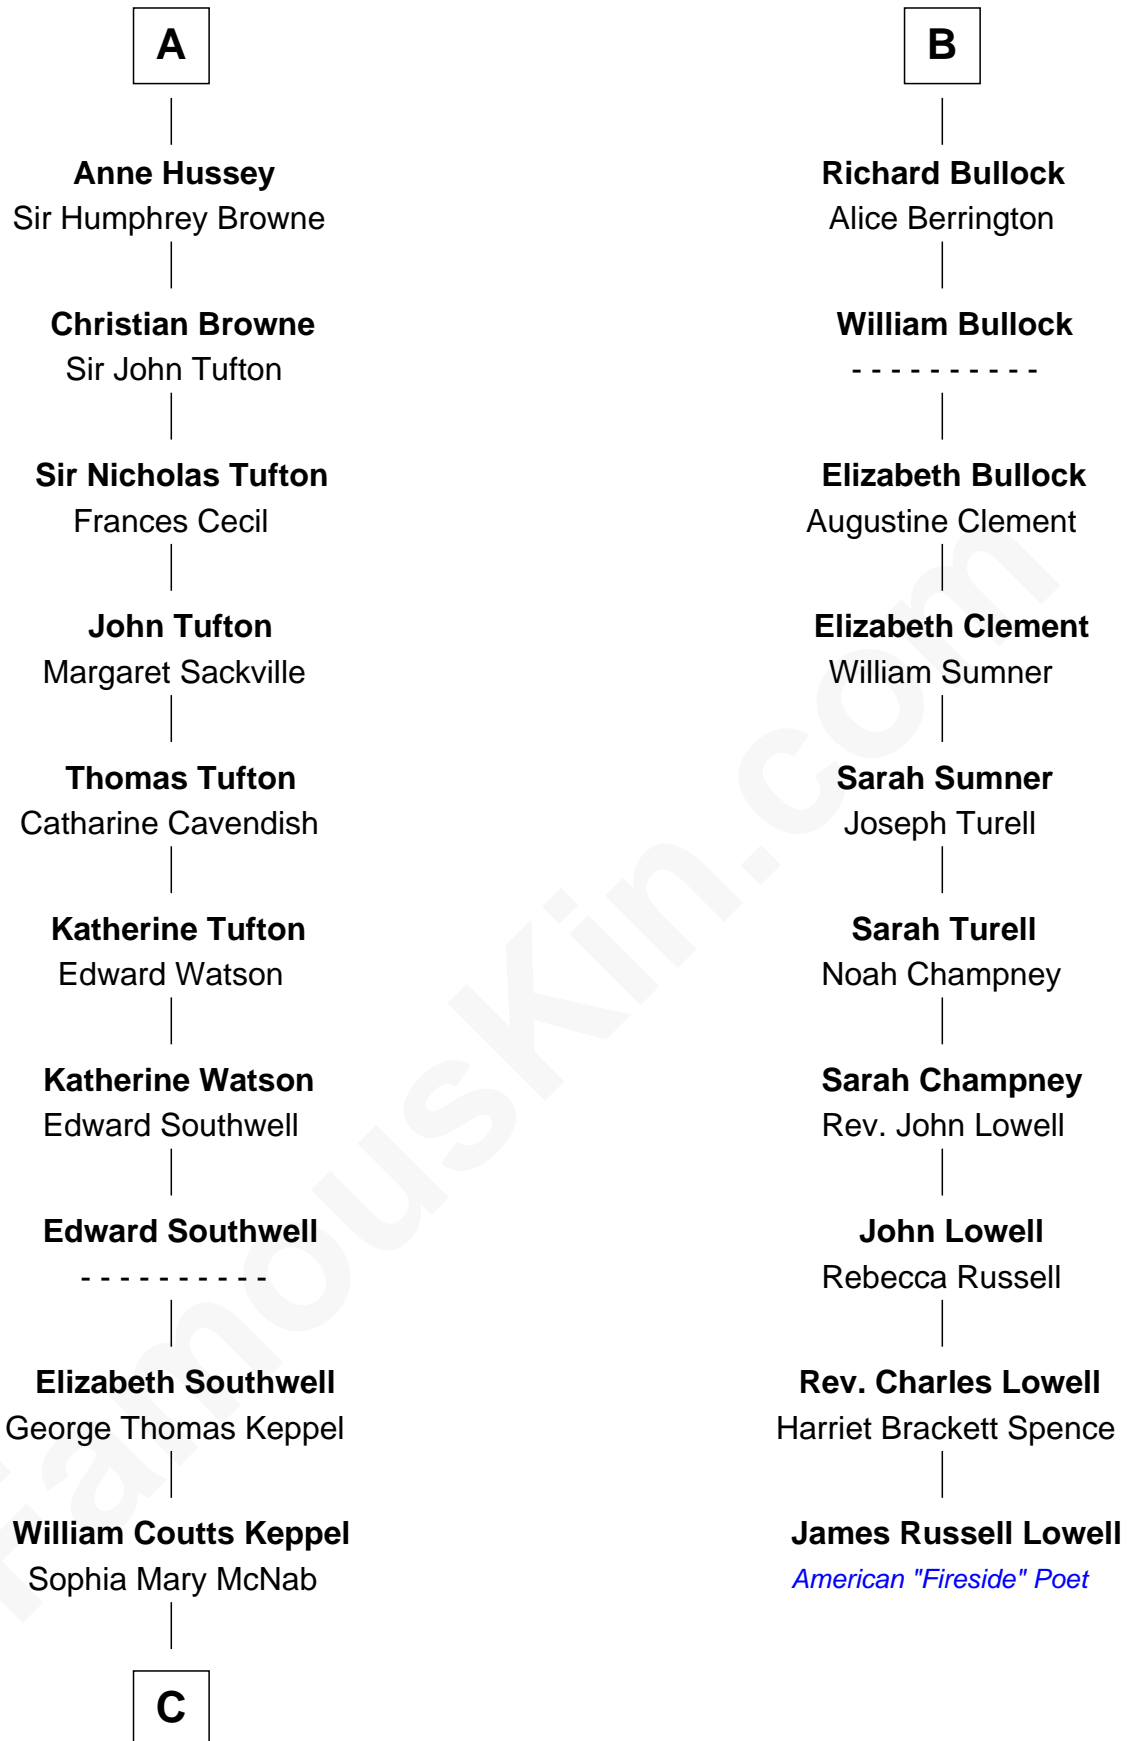 A
Anne Hussey
Sir Humphrey Browne
Christian Browne
Sir John Tufton
Sir Nicholas Tufton
Frances Cecil
John Tufton
Margaret Sackville
Thomas Tufton
Catharine Cavendish
Katherine Tufton
Edward Watson
Katherine Watson
Edward Southwell
Edward Southwell
- - - - - - - - - -
Elizabeth Southwell
George Thomas Keppel
William Coutts Keppel
Sophia Mary McNab
C
B
Richard Bullock
Alice Berrington
William Bullock
- - - - - - - - - -
Elizabeth Bullock
Augustine Clement
Elizabeth Clement
William Sumner
Sarah Sumner
Joseph Turell
Sarah Turell
Noah Champney
Sarah Champney
Rev. John Lowell
John Lowell
Rebecca Russell
Rev. Charles Lowell
Harriet Brackett Spence
James Russell Lowell
American "Fireside" Poet
FamousKin.com